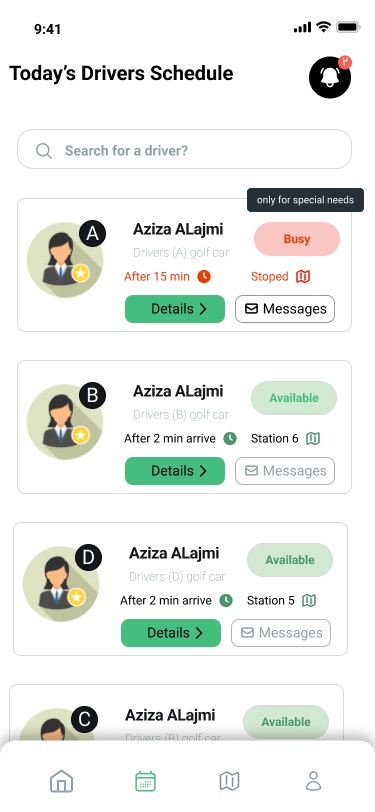 9:41
Today's Drivers Schedule
٢
Search for a driver?
only for special needs
A
Aziza ALajmi
Busy
Drivers (A) golf car
After 15 min
Stoped
Details
Messages
B
Aziza ALajmi
Available
Drivers (B) golf car
After 2 min arrive
Station 6
Details
Messages
D
Aziza ALajmi
Available
Drivers (D) golf car
After 2 min arrive
Station 5
Details
Messages
C
Aziza ALajmi
Available
Drivers (B) golf car